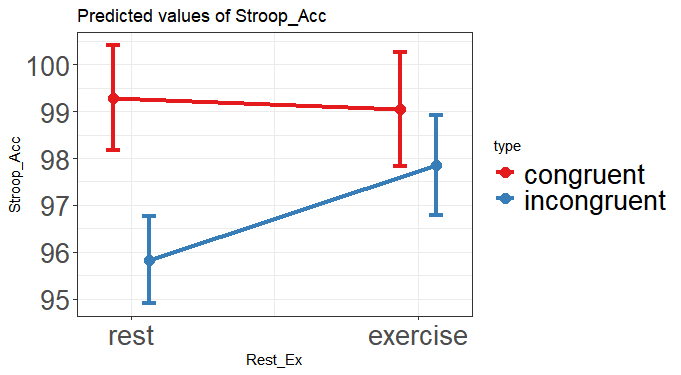 Predicted values of Stroop_Acc
100
99
98
97
96
95
Stroop_Acc
rest exercise
Rest_Ex
type
congruent
incongruent